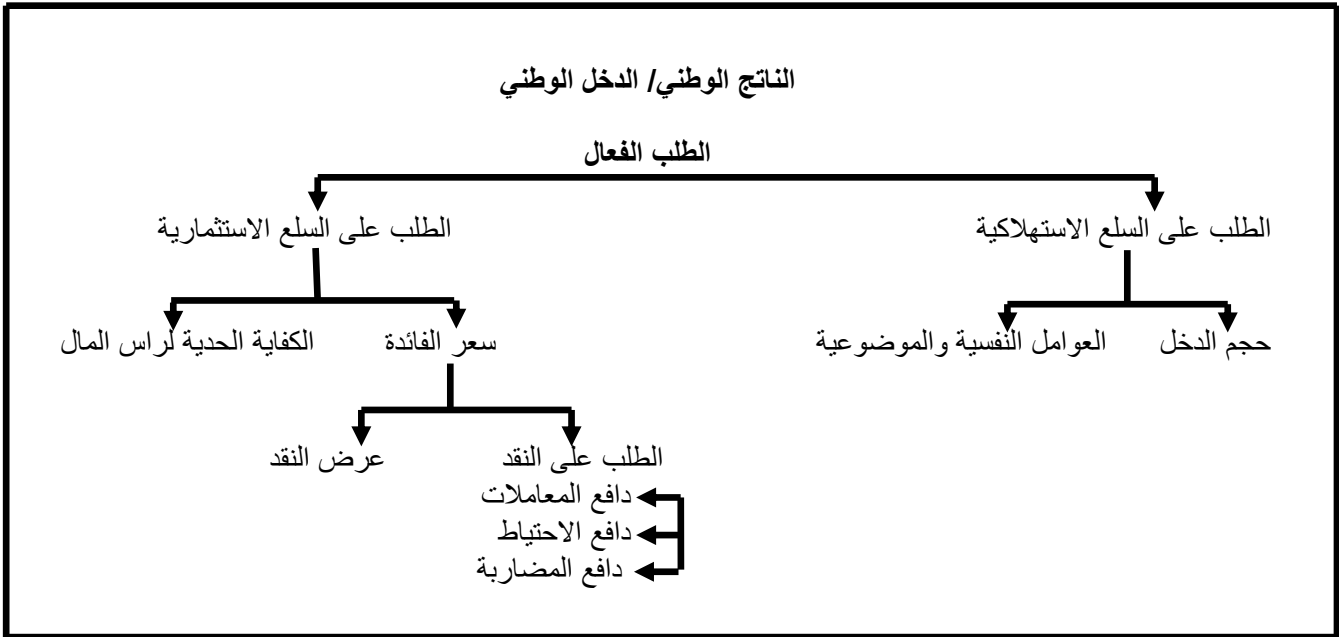 الناتج الوطني/ الدخل الوطني
الطلب الفعال
الطلب على السلع الاستهلاكية
الطلب على السلع الاستثمارية
حجم الدخل
العوامل النفسية والموضوعية
سعر الفائدة
الكفاية الحدية لراس المال
الطلب على النقد
عرض النقد
دافع المعاملات
دافع الاحتياط
دافع المضاربة